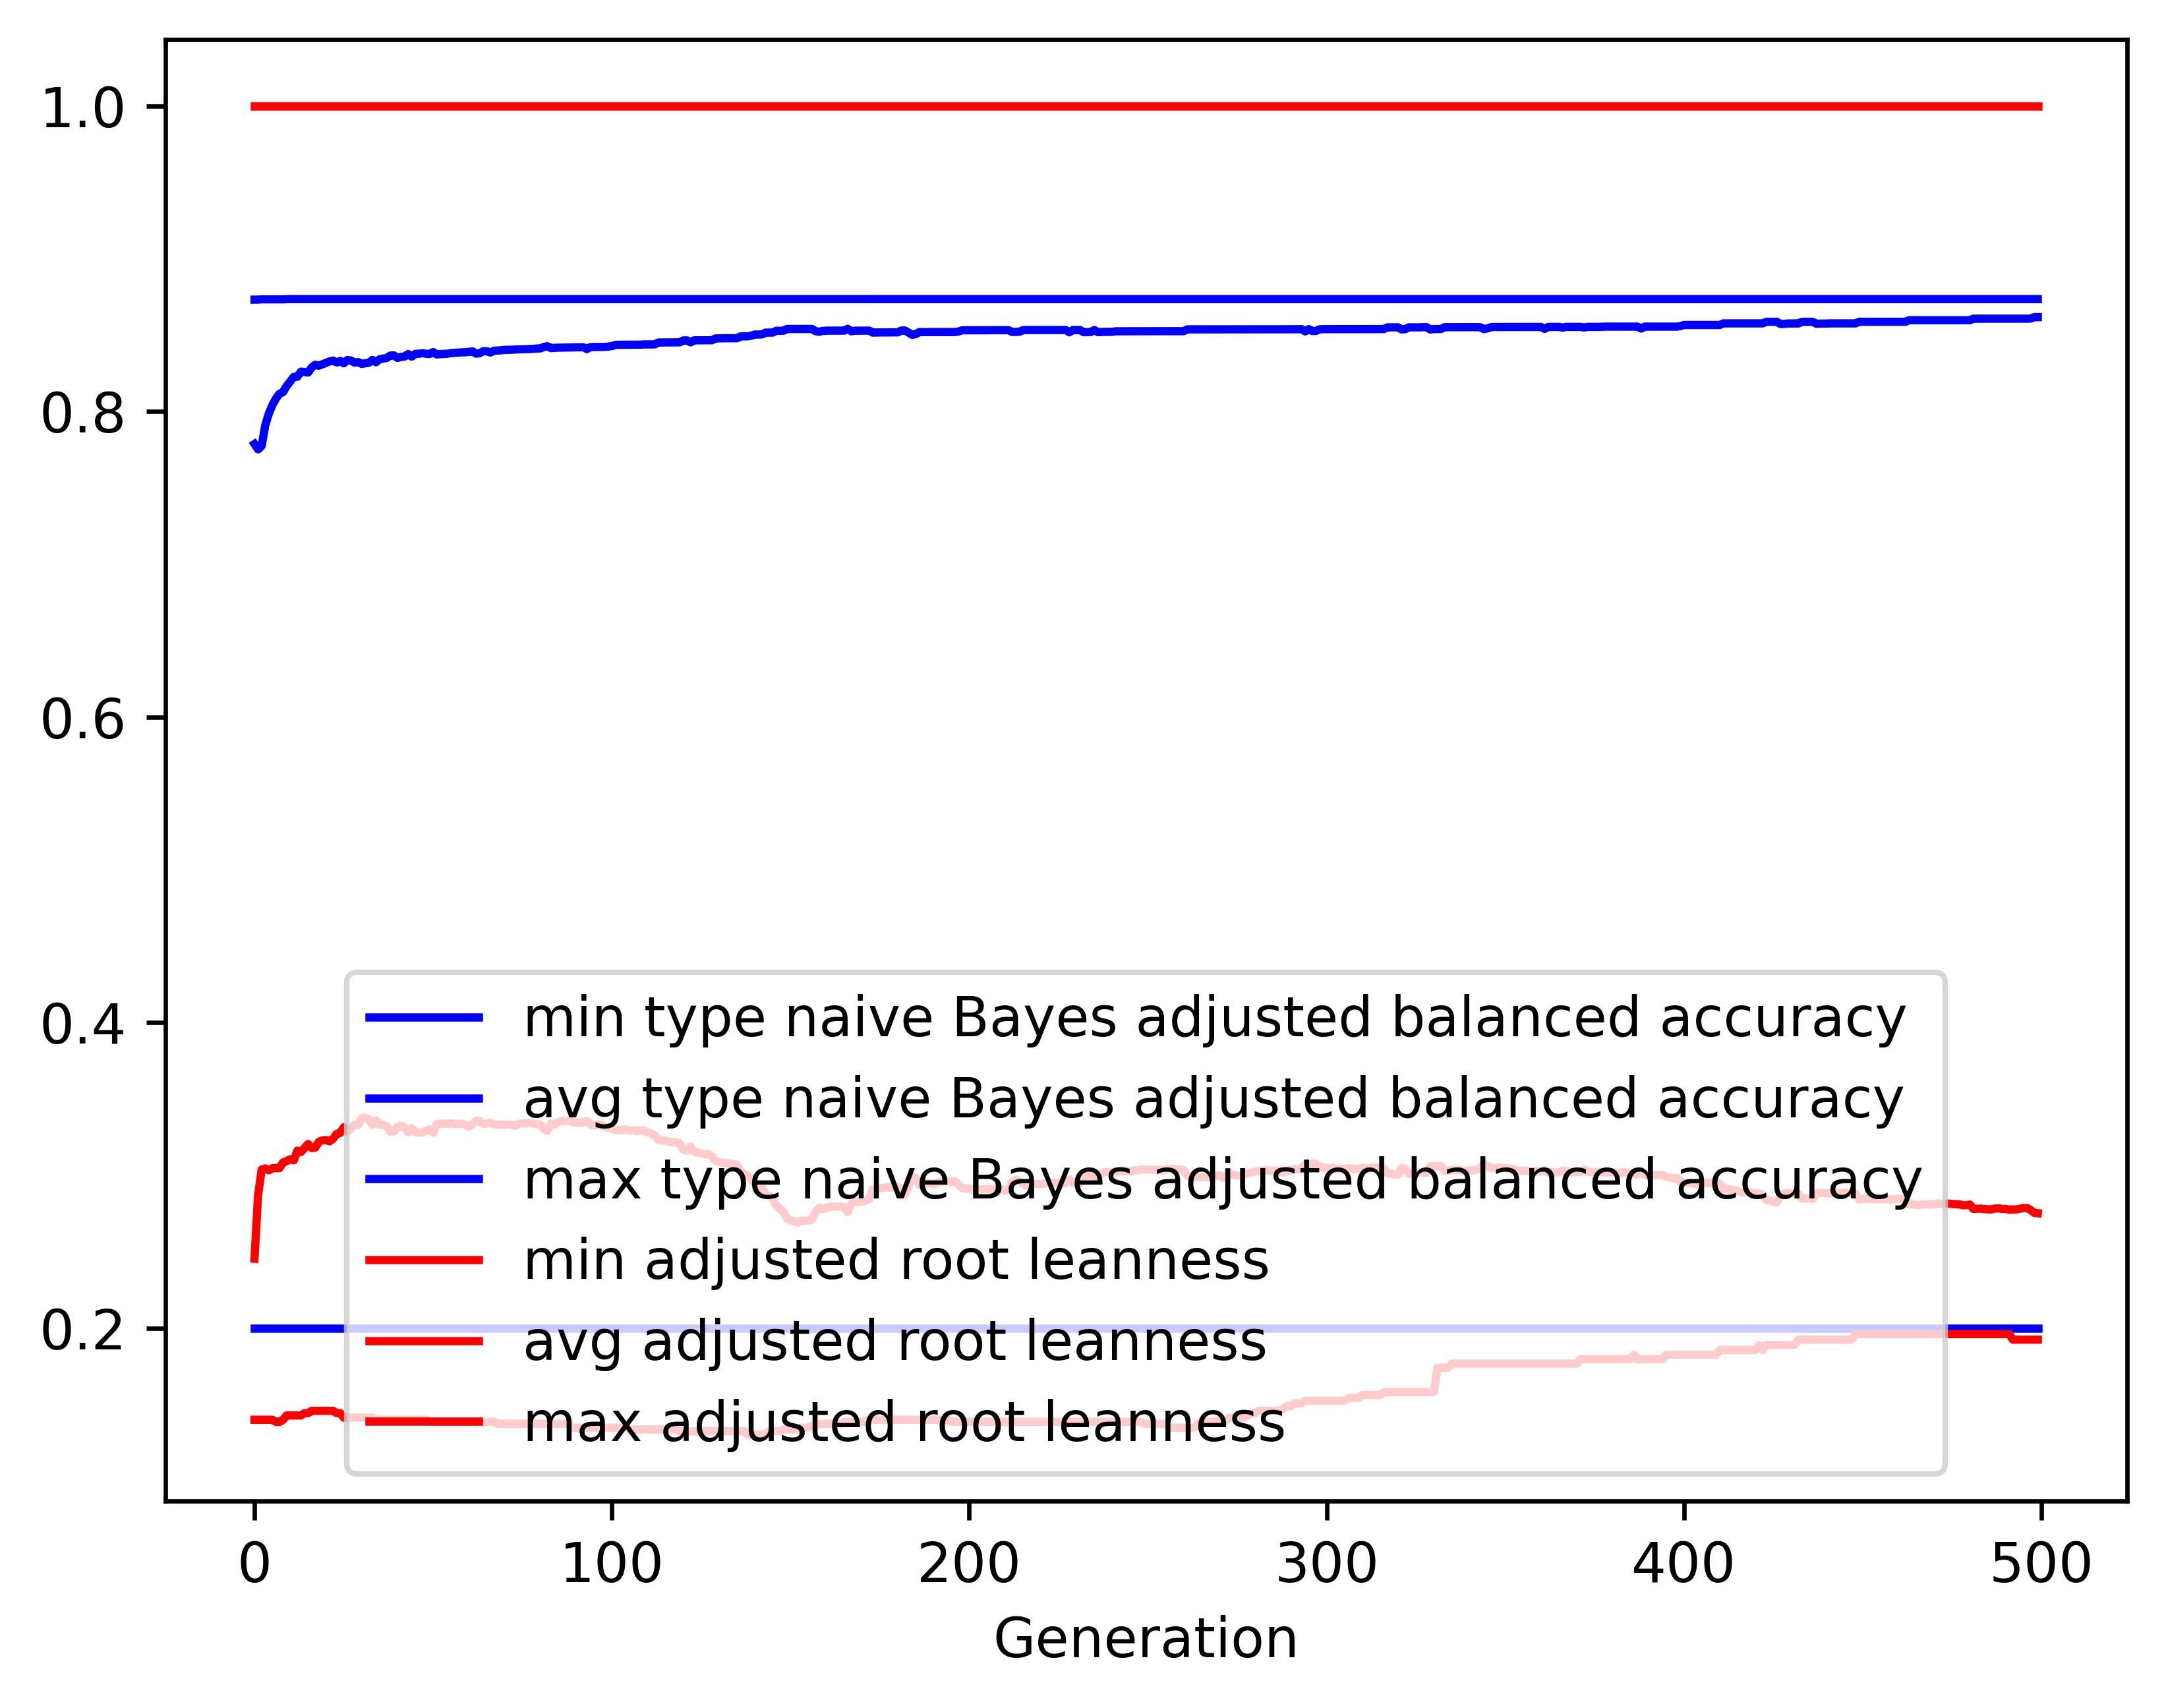 1.0
0.8
0.6
0.4
0.2
min type naive Bayes adjusted balanced accuracy
avg type naive Bayes adjusted balanced accuracy
max type naive Bayes adjusted balanced accuracy
min adjusted root leanness
avg adjusted root leanness
max adjusted root leanness
0 100 200 300 400 500
Generation